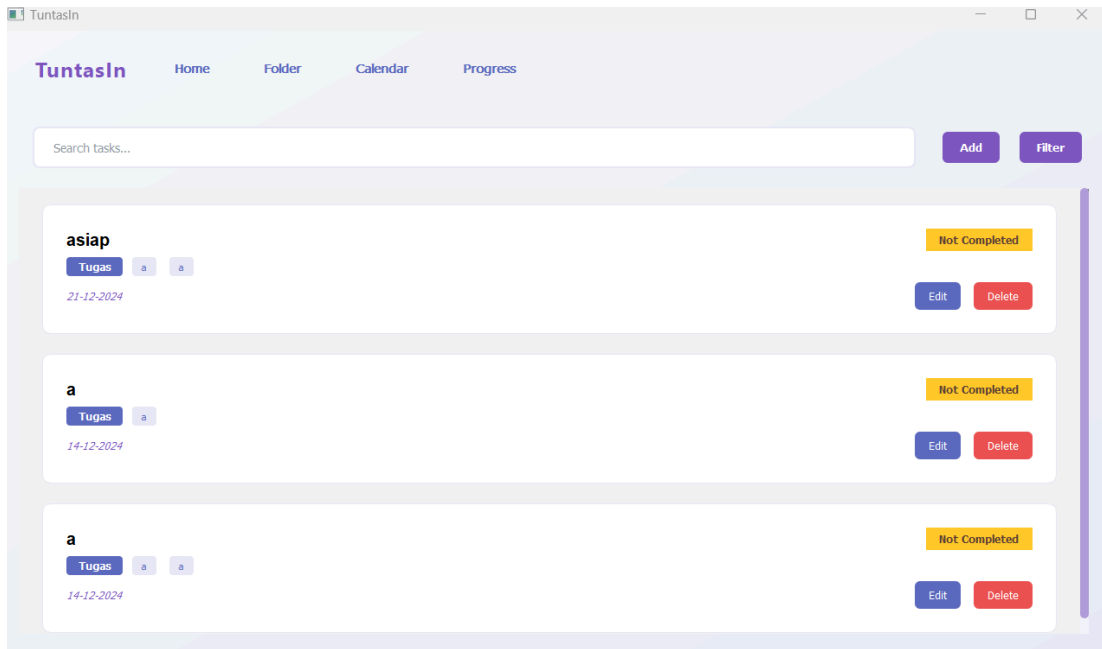 TuntasIn
TuntasIn Home Folder Calendar Progress
Search tasks... Add Filter
asiap Not Completed
Tugas a a
21-12-2024 Edit Delete
a Not Completed
Tugas a
14-12-2024 Edit Delete
a Not Completed
Tugas a a
14-12-2024 Edit Delete